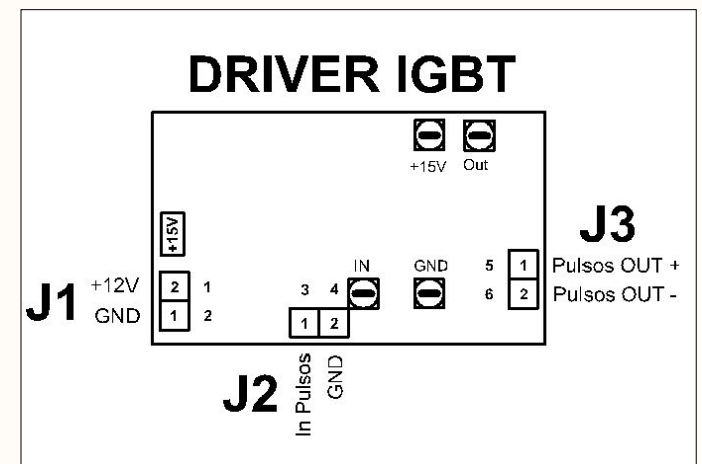 DRIVER IGBT
+15V Out
+15V
J1
+12V 2 1
GND 1 2
3 4
IN
GND
1 2
J2
In Pulsos
GND
J3
5 1 Pulsos OUT +
6 2 Pulsos OUT -